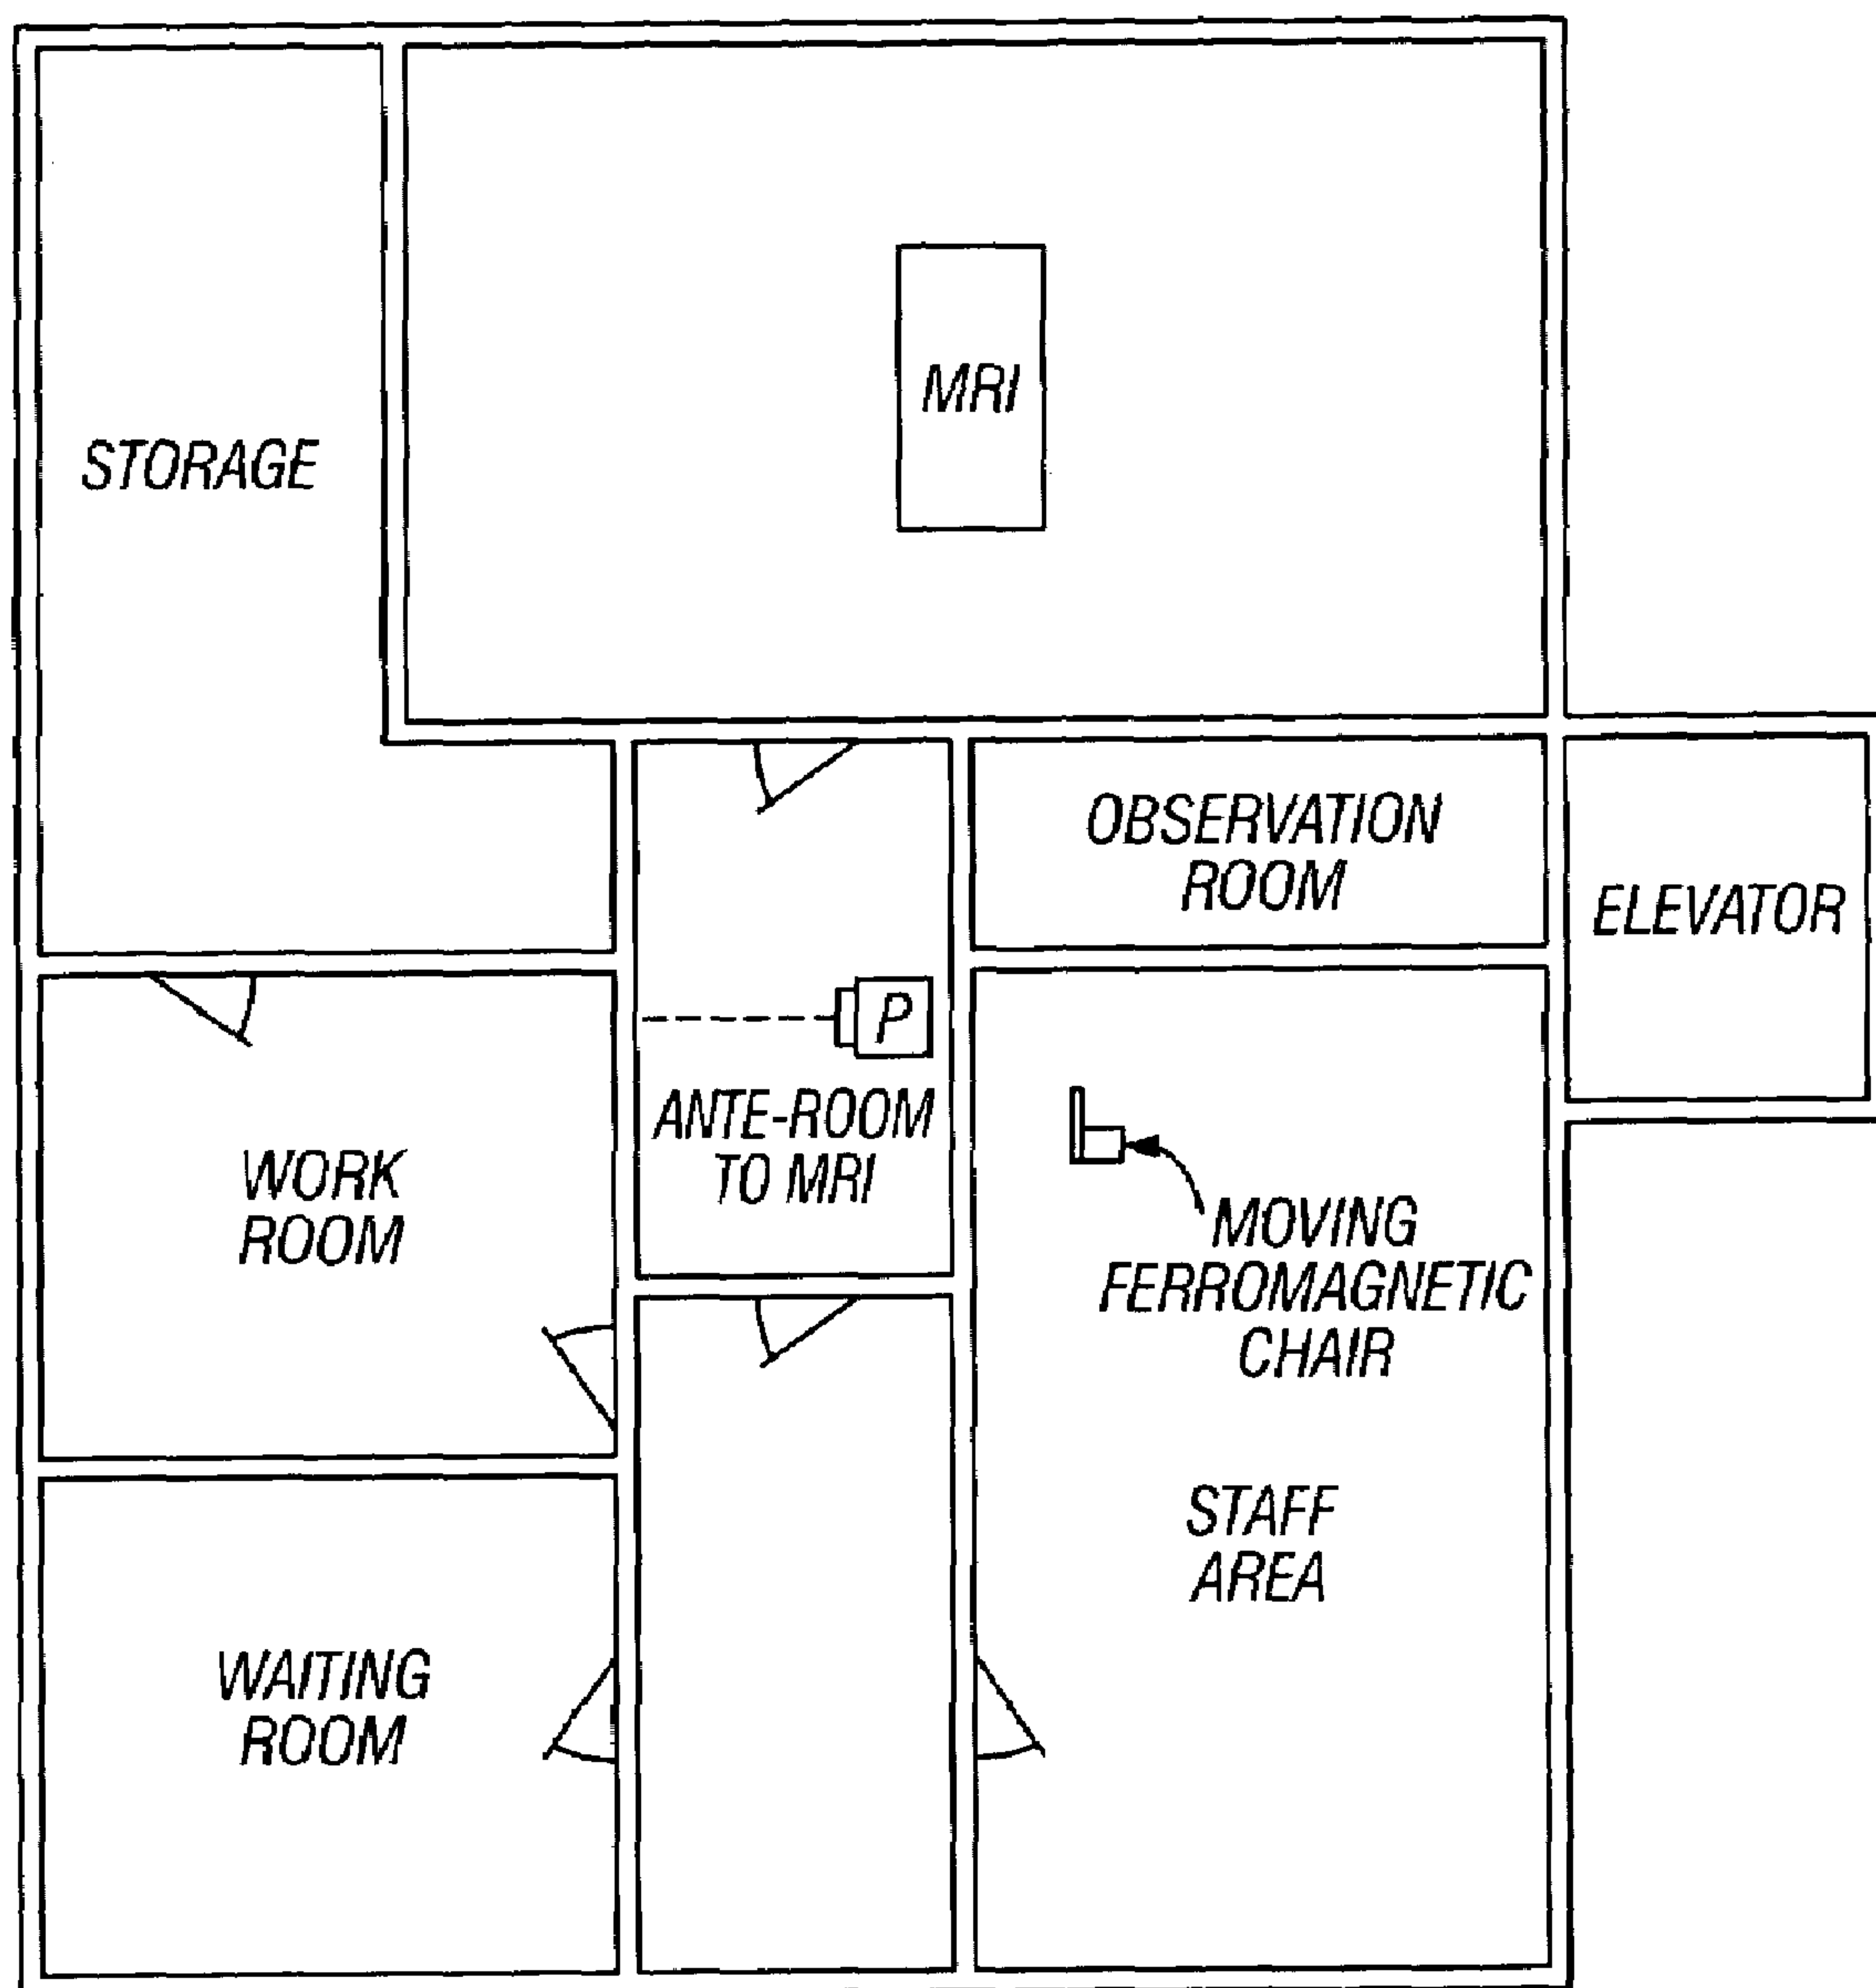 MRI
STORAGE
OBSERVATION
ROOM
ELEVATOR
P
ANTE-ROOM
TO MRI
WORK
ROOM
MOVING
FERROMAGNETIC
CHAIR
STAFF
AREA
WAITING
ROOM